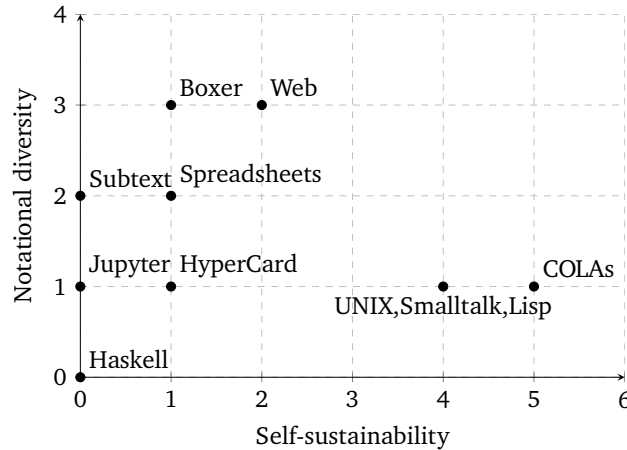 4
Boxer Web
3
Notational diversity
Subtext Spreadsheets
2
Jupyter HyperCard COLAs
1
UNIX,Smalltalk,Lisp
Haskell
0
0 1 2 3 4 5 6
Self-sustainability